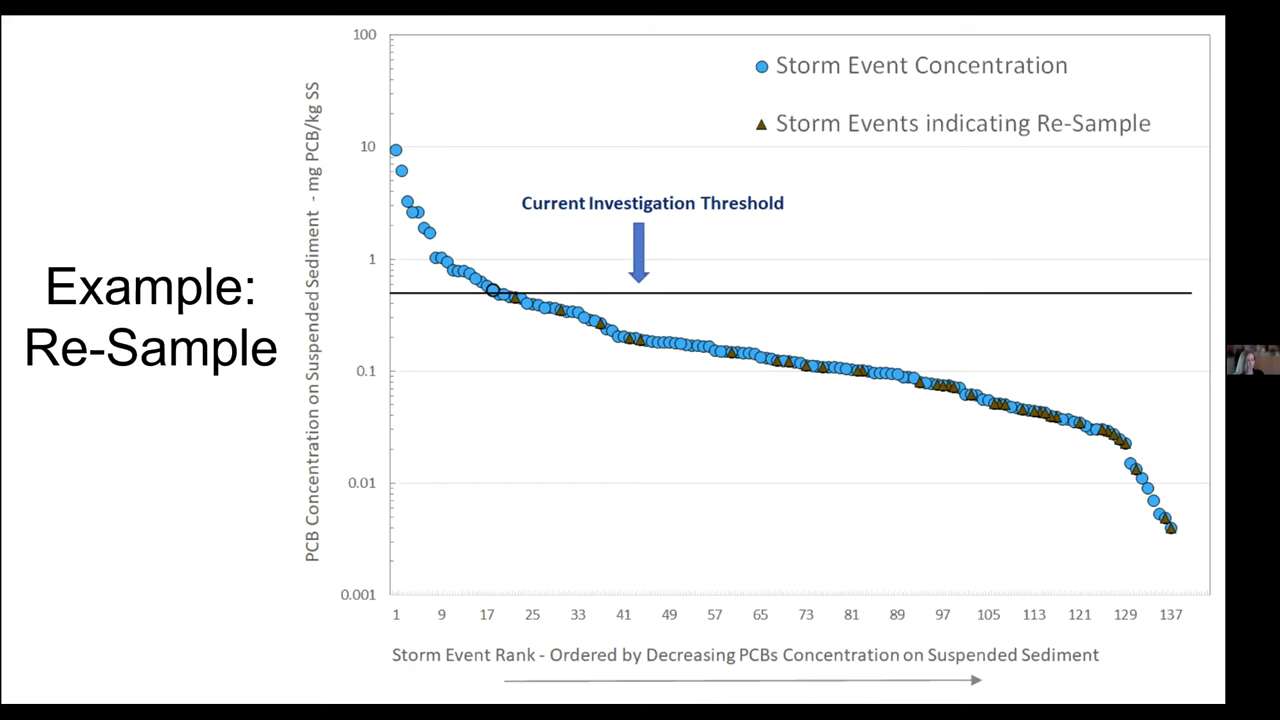 Example:
Re-Sample
PCB Concentration on Suspended Sediment - mg PCB/kg SS
100
10
1
0.1
0.01
0.001
Storm Event Concentration
Storm Events indicating Re-Sample
Current Investigation Threshold
1 9 17 25 33 41 49 57 65 73 81 89 97 105 113 121 129 137
Storm Event Rank - Ordered by Decreasing PCBs Concentration on Suspended Sediment